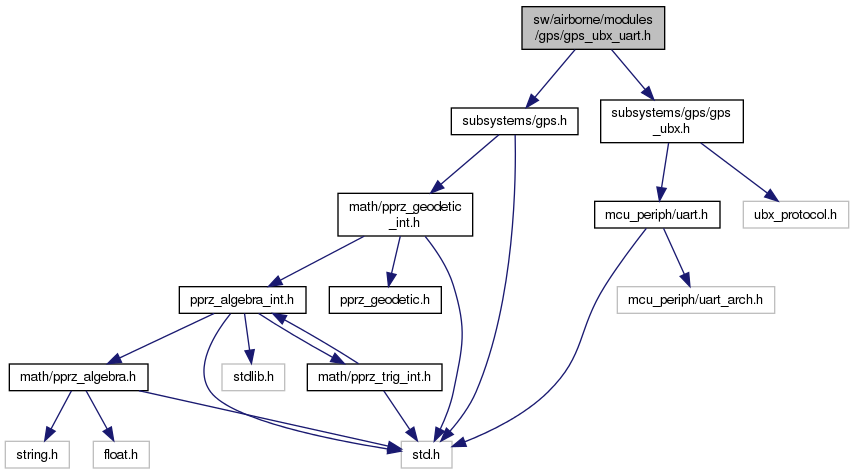 sw/airborne/modules
/gps/gps_ubx_uart.h
subsystems/gps.h
subsystems/gps/gps
_ubx.h
math/pprz_geodetic
_int.h
mcu_periph/uart.h
ubx_protocol.h
pprz_algebra_int.h
pprz_geodetic.h
mcu_periph/uart_arch.h
math/pprz_algebra.h
stdlib.h
math/pprz_trig_int.h
string.h
float.h
std.h